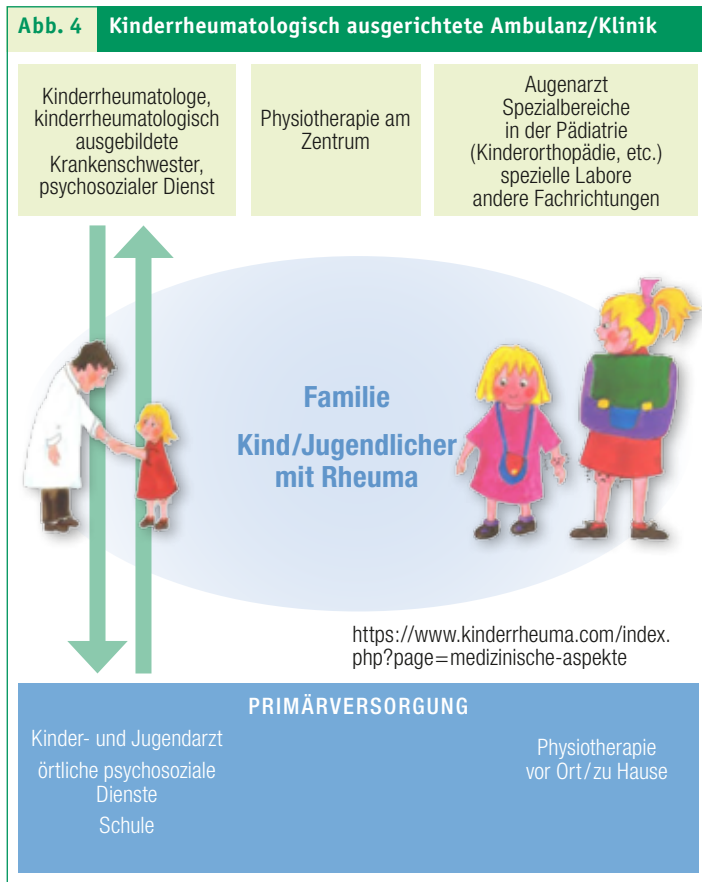 Abb. 4 Kinderrheumatologisch ausgerichtete Ambulanz/Klinik
Kinderrheumatologe,
kinderrheumatologisch
ausgebildete
Krankenschwester,
psychosozialer Dienst
Physiotherapie am
Zentrum
Augenarzt
Spezialbereiche
in der Pädiatrie
(Kinderorthopädie, etc.)
spezielle Labore
andere Fachrichtungen
Familie
Kind/Jugendlicher
mit Rheuma
https://www.kinderrheuma.com/index.
php?page=medizinische-aspekte
PRIMÄRVERSORGUNG
Kinder- und Jugendarzt
örtliche psychosoziale
Dienste
Schule
Physiotherapie
vor Ort/zu Hause